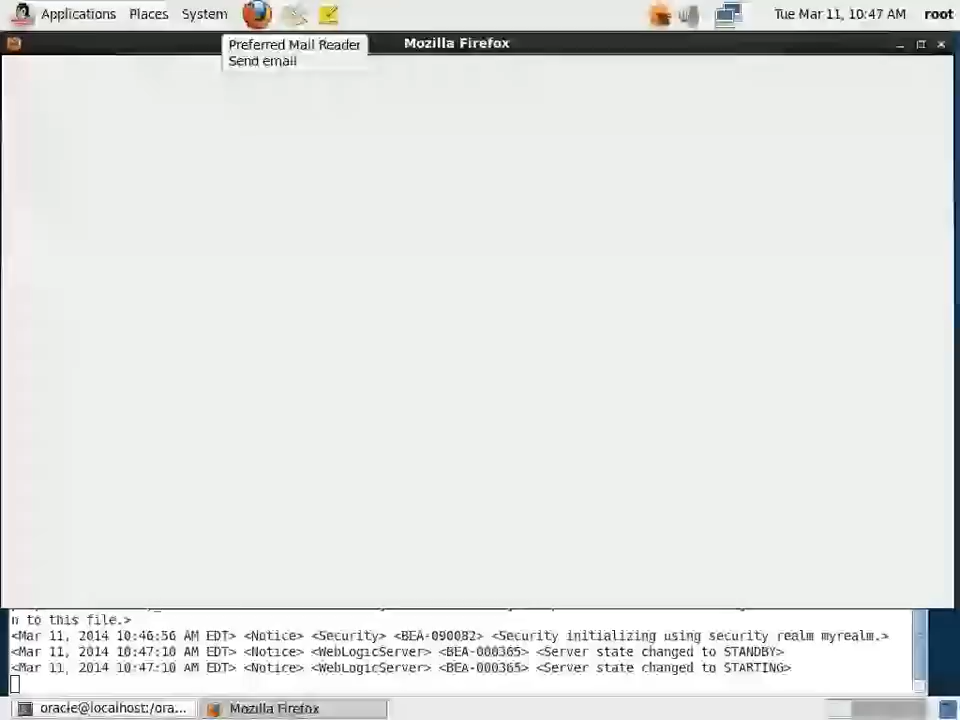 Applications Places System Tue Mar 11, 10:47 AM root
Mozilla Firefox
Preferred Mail Reader
Send email
n to this file.>
<Mar 11, 2014 10:46:56 AM EDT> <Notice> <Security> <BEA-090082> <Security initializing using security realm myrealm.>
<Mar 11, 2014 10:47:10 AM EDT> <Notice> <WebLogicServer> <BEA-000365> <Server state changed to STANDBY>
<Mar 11, 2014 10:47:10 AM EDT> <Notice> <WebLogicServer> <BEA-000365> <Server state changed to STARTING>
oracle@localhost:/ora... Mozilla Firefox